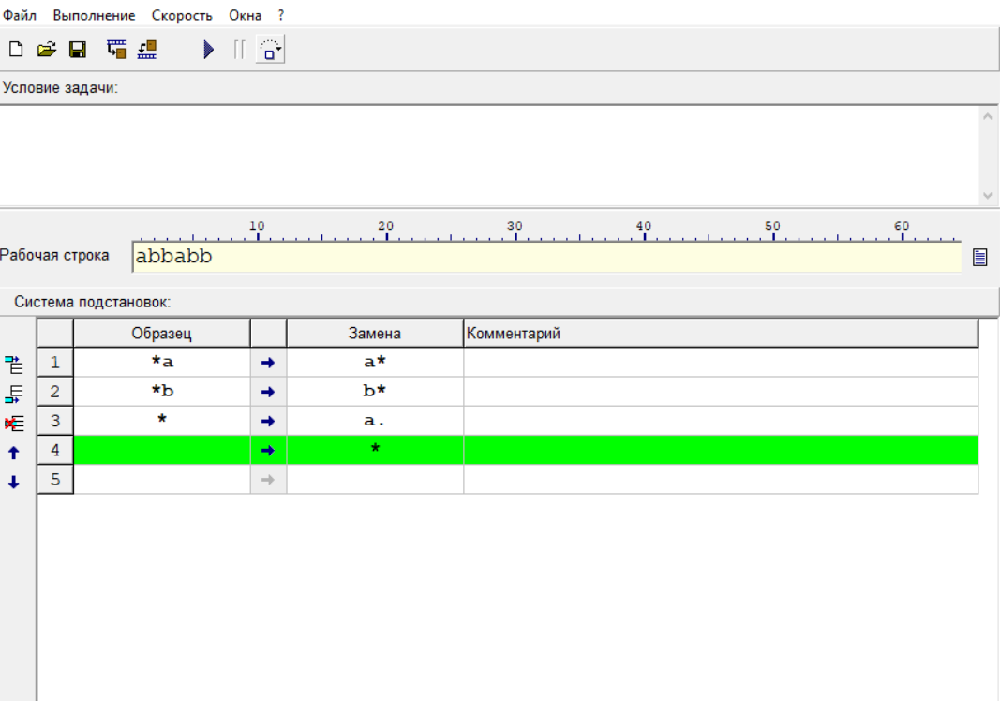 Файл Выполнение Скорость Окна ?
Условие задачи:
10 20 30 40 50 60
Рабочая строка abbabb
Система подстановок:
Образец Замена Комментарий
1 *a → a*
2 *b → b*
3 * → a.
4 → *
5 →